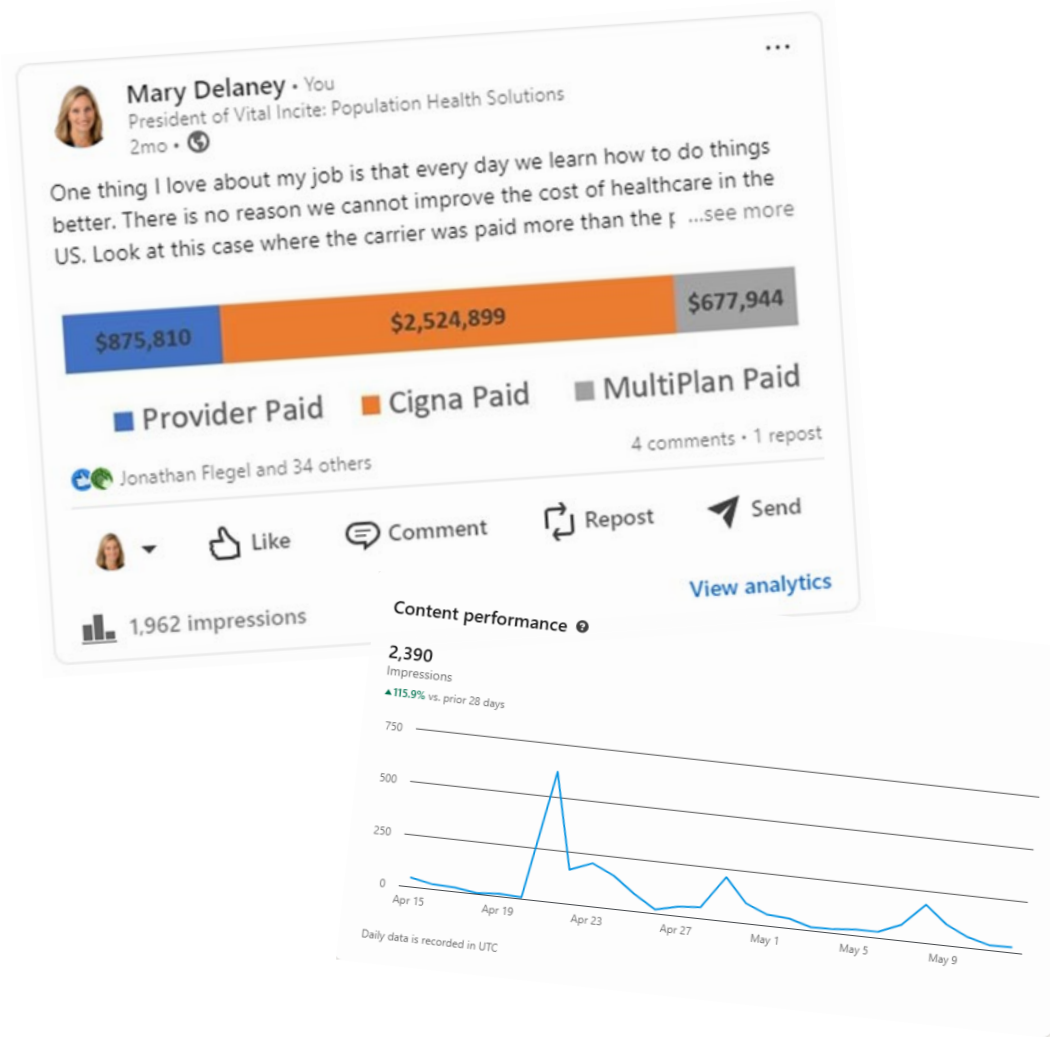 Mary Delaney • You
President of Vital Incite: Population Health Solutions
2mo •
One thing I love about my job is that every day we learn how to do things
better. There is no reason we cannot improve the cost of healthcare in the
US. Look at this case where the carrier was paid more than the ...see more
$875,810 $2,524,899 $677,944
Provider Paid Cigna Paid MultiPlan Paid
Jonathan Flegel and 34 others 4 comments • 1 repost
Like Comment Repost Send
View analytics
1,962 impressions
Content performance
2,390
Impressions
▲115.9% vs. prior 28 days
750
500
250
0
Apr 15 Apr 19 Apr 23 Apr 27 May 1 May 5 May 9
Daily data is recorded in UTC